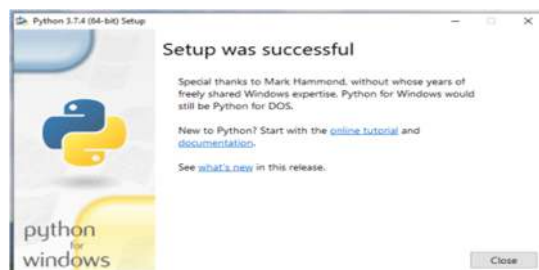 Python 3.7.4 (64-bit) Setup
Setup was successful
Special thanks to Mark Hammond, without whose years of
freely shared Windows expertise, Python for Windows would
still be Python for DOS.
New to Python? Start with the online tutorial and
documentation.
See what's new in this release.
python
for
windows
Close